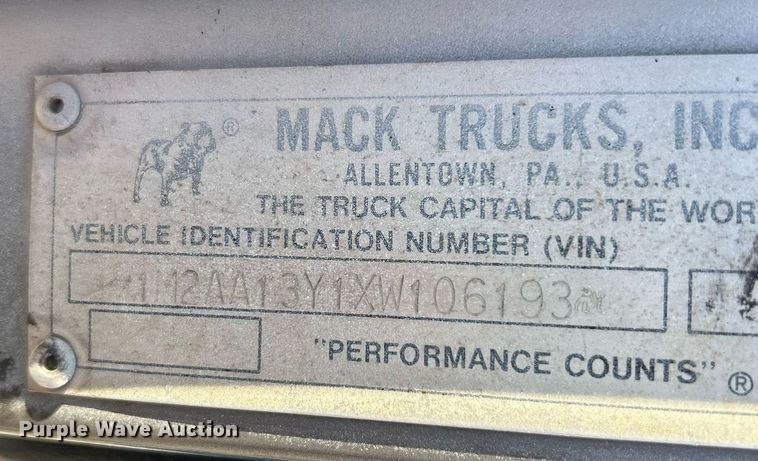 ®
MACK TRUCKS, INC
ALLENTOWN, PA., U.S.A.
THE TRUCK CAPITAL OF THE WOR
VEHICLE IDENTIFICATION NUMBER (VIN)
1M2AA13Y1XW106193
"PERFORMANCE COUNTS" ®
Purple Wave Auction